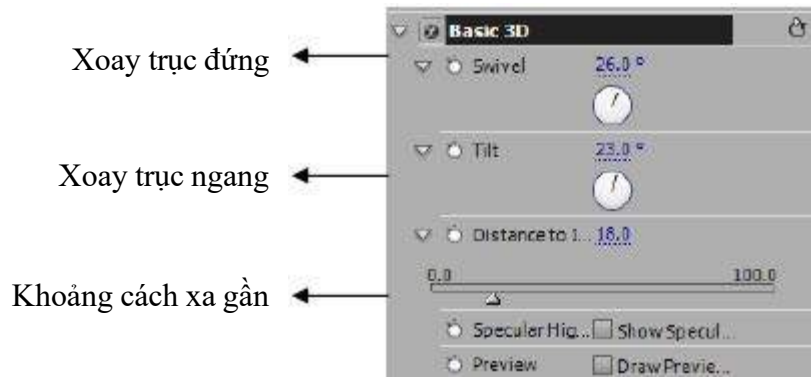 Basic 3D
Xoay trục đứng
Swivel 26.0 º
Xoay trục ngang
Tilt 23.0 º
Distance to I... 18.0
0.0 100.0
Khoảng cách xa gần
Specular Hig... Show Specul...
Preview Draw Previe...